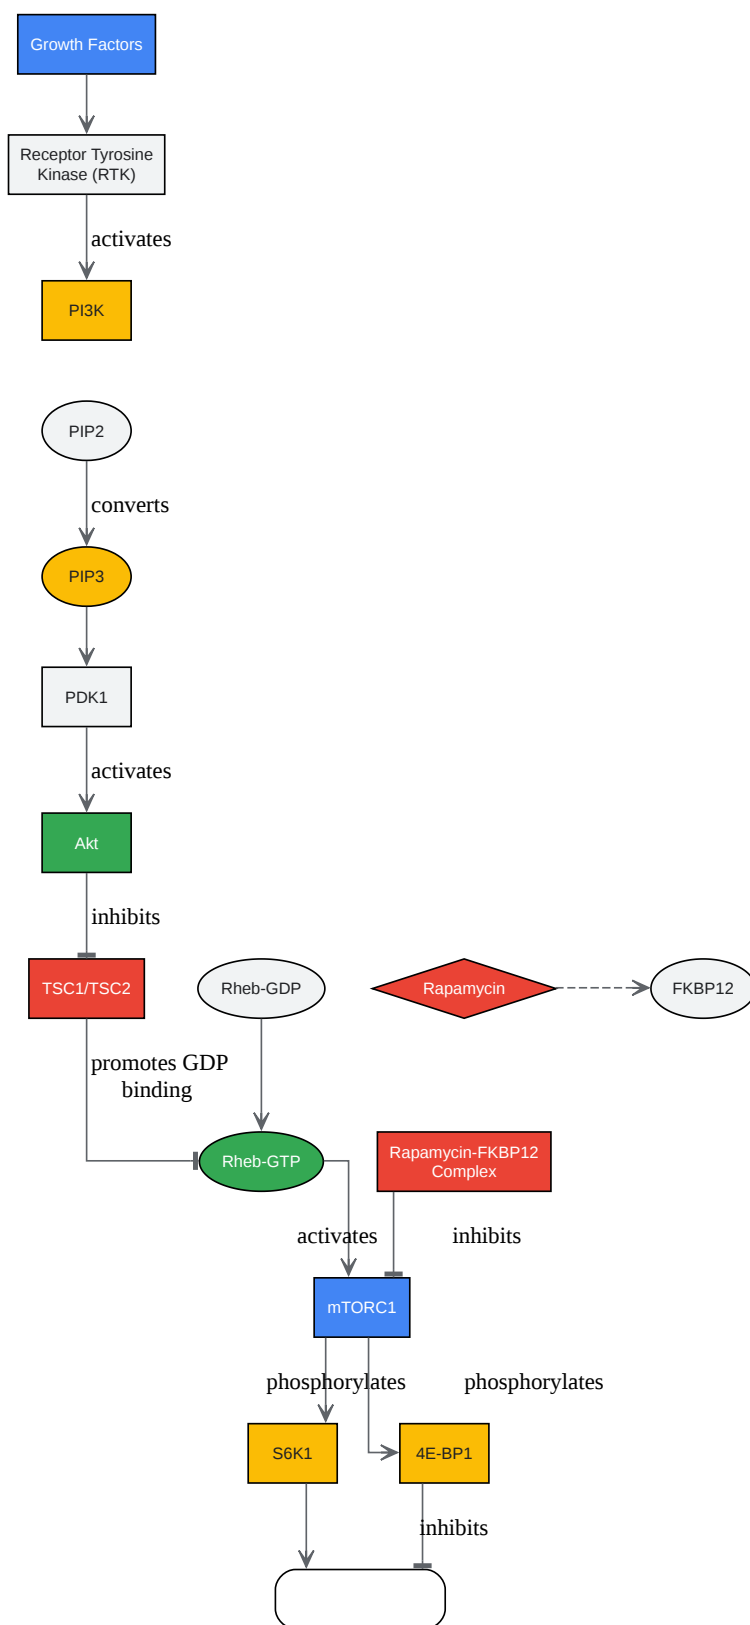 Growth Factors
Receptor Tyrosine
Kinase (RTK)
activates
PI3K
PIP2
converts
PIP3
PDK1
activates
Akt
inhibits
TSC1/TSC2
Rheb-GDP
Rapamycin
FKBP12
promotes GDP
binding
Rheb-GTP
Rapamycin-FKBP12
Complex
activates
inhibits
mTORC1
phosphorylates
phosphorylates
S6K1
4E-BP1
inhibits